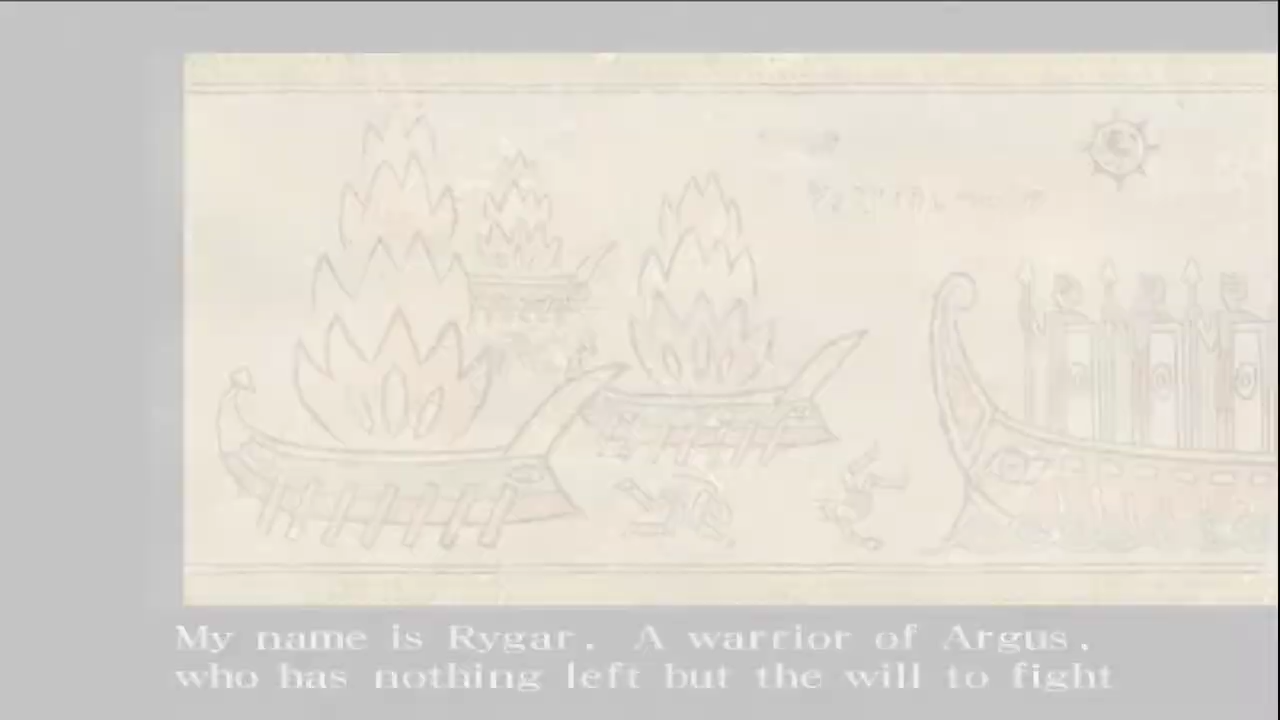 My name is Rygar. A warrior of Argus.
who has nothing left but the will to fight